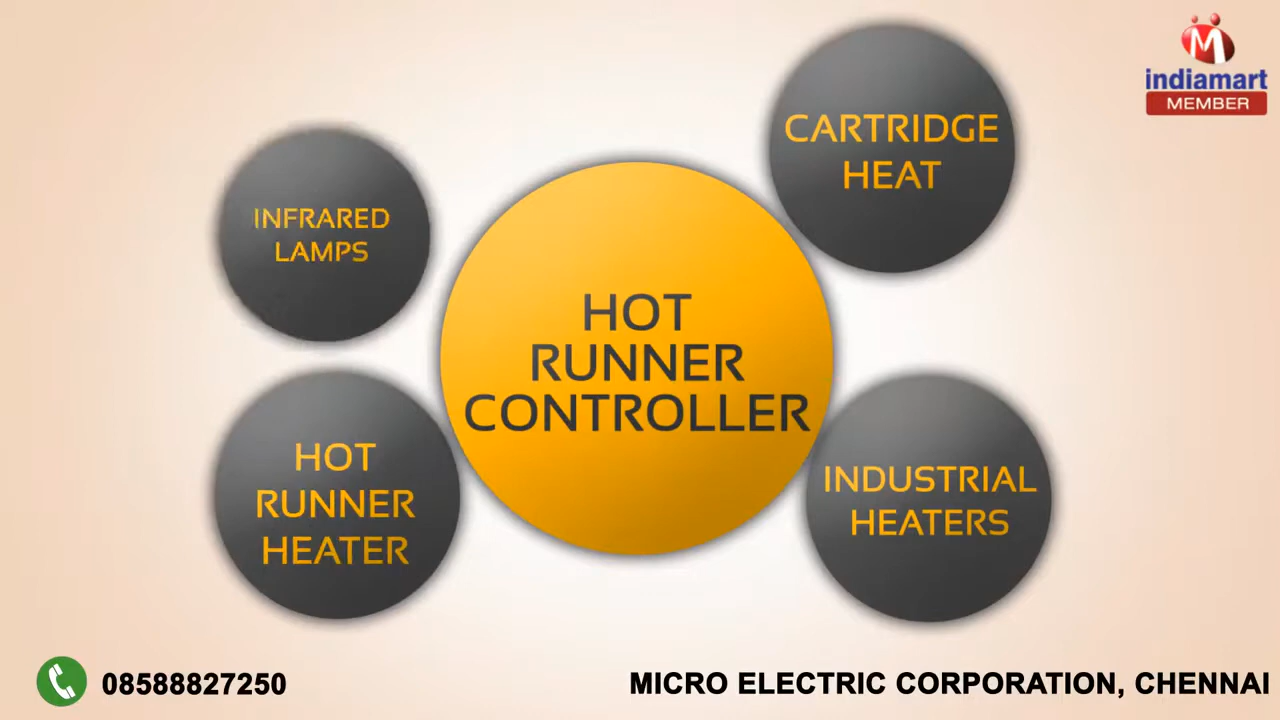 indiamart
MEMBER
CARTRIDGE
HEAT
INFRARED
LAMPS
HOT
RUNNER
CONTROLLER
HOT
RUNNER
HEATER
INDUSTRIAL
HEATERS
08588827250
MICRO ELECTRIC CORPORATION, CHENNAI